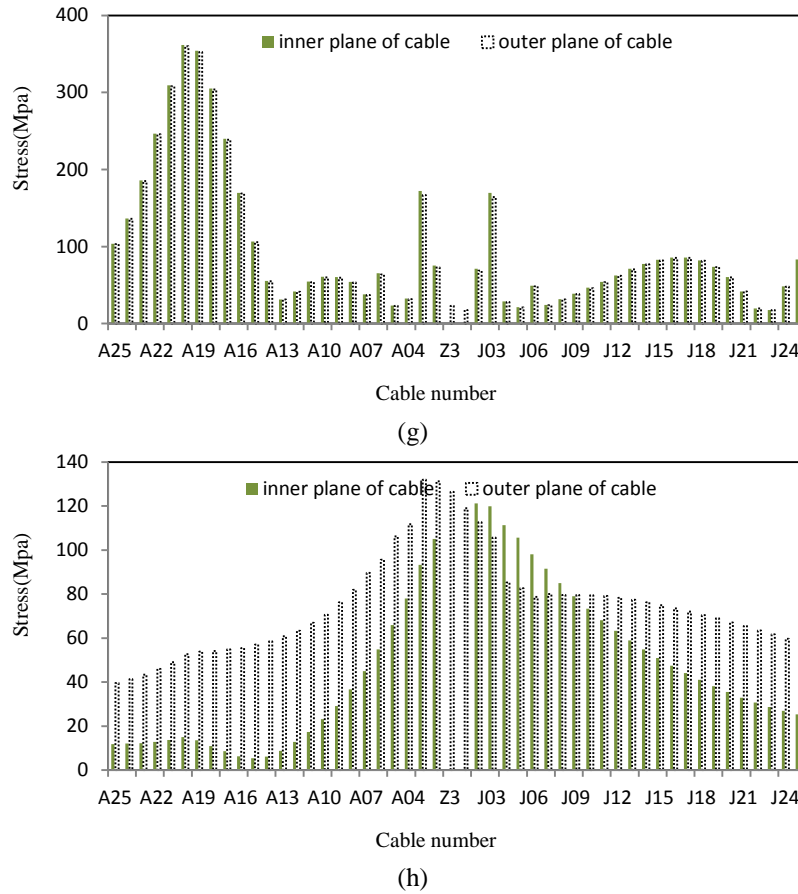 400
inner plane of cable outer plane of cable
300
200
100
0
Stress(Mpa)
A25 A22 A19 A16 A13 A10 A07 A04 Z3 J03 J06 J09 J12 J15 J18 J21 J24
Cable number
(g)
140
inner plane of cable outer plane of cable
120
100
80
60
40
20
0
Stress(Mpa)
A25 A22 A19 A16 A13 A10 A07 A04 Z3 J03 J06 J09 J12 J15 J18 J21 J24
Cable number
(h)